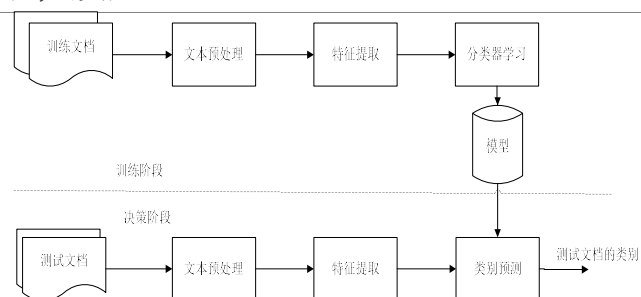 训练文档
文本预处理
特征提取
分类器学习
模型
训练阶段
决策阶段
测试文档
文本预处理
特征提取
类别预测
测试文档的类别